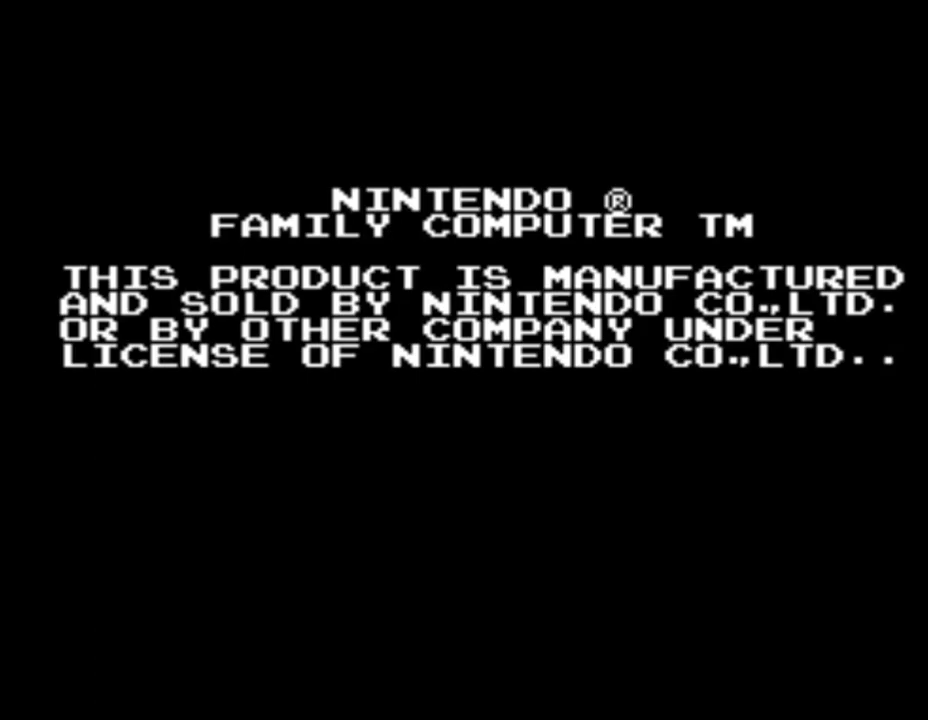 NINTENDO ®
FAMILY COMPUTER TM
THIS PRODUCT IS MANUFACTURED
AND SOLD BY NINTENDO CO.,LTD.
OR BY OTHER COMPANY UNDER
LICENSE OF NINTENDO CO.,LTD..